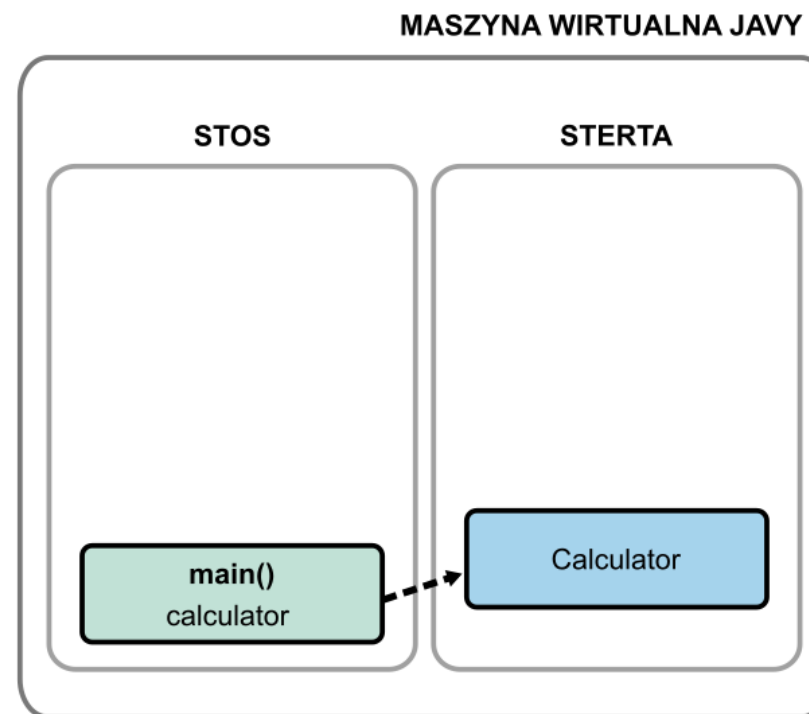 MASZYNA WIRTUALNA JAVY
STOS
STERTA
main()
calculator
Calculator